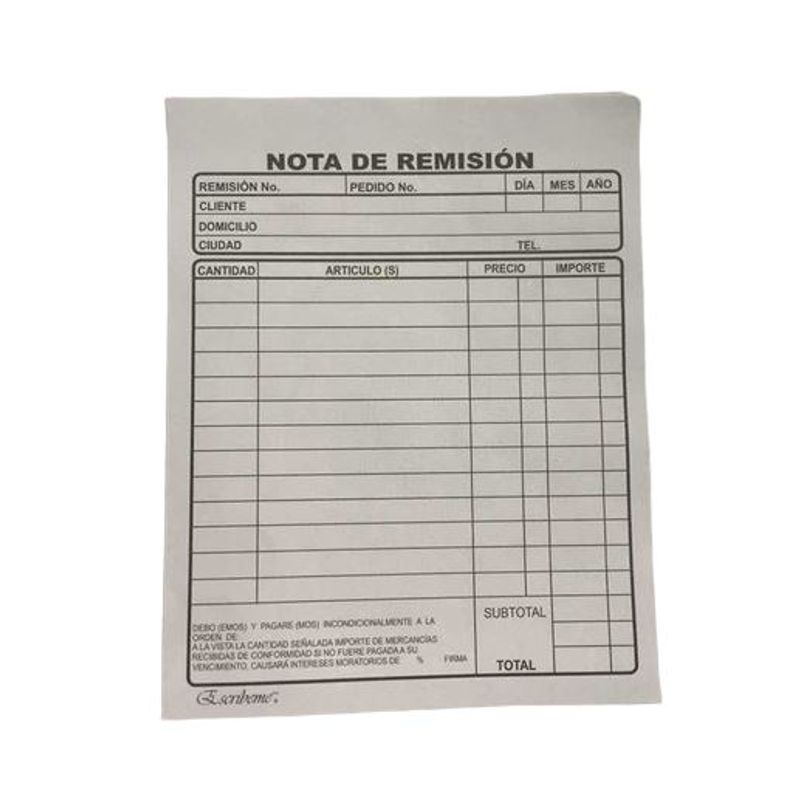 NOTA DE REMISIÓN
REMISIÓN No. PEDIDO No. DÍA MES AÑO
CLIENTE
DOMICILIO
CIUDAD TEL.
CANTIDAD ARTICULO (S) PRECIO IMPORTE
SUBTOTAL
DEBO (EMOS) Y PAGARE (MOS) INCONDICIONALMENTE A LA
ORDEN DE:
A LA VISTA LA CANTIDAD SEÑALADA IMPORTE DE MERCANCÍAS
RECIBIDAS DE CONFORMIDAD SI NO FUERE PAGADA A SU
VENCIMIENTO, CAUSARÁ INTERESES MORATORIOS DE % FIRMA
TOTAL
Escribeme